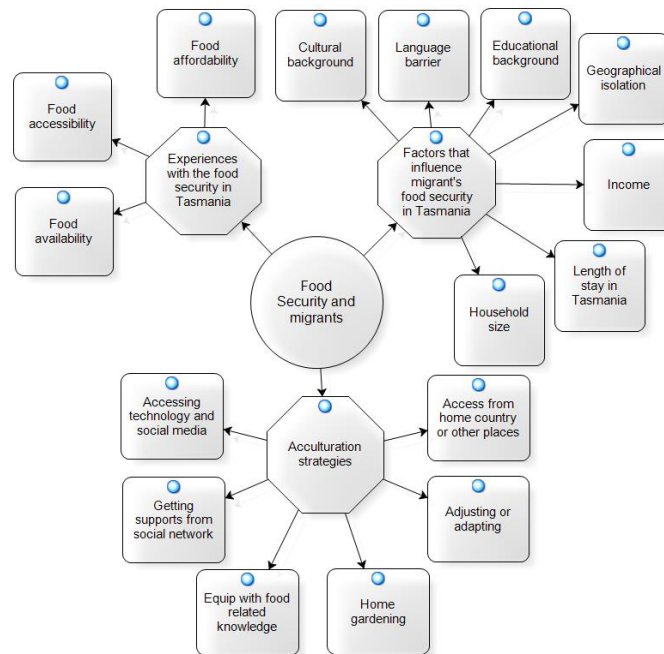 Food
affordability
Cultural
background
Language
barrier
Educational
background
Geographical
isolation
Food
accessibility
Experiences
with the food
security in
Tasmania
Factors that
influence
migrant's
food security
in Tasmania
Income
Food
availability
Length of
stay in
Tasmania
Food
Security and
migrants
Household
size
Accessing
technology and
social media
Acculturation
strategies
Access from
home country
or other places
Getting
supports from
social network
Adjusting or
adapting
Equip with food
related
knowledge
Home
gardening